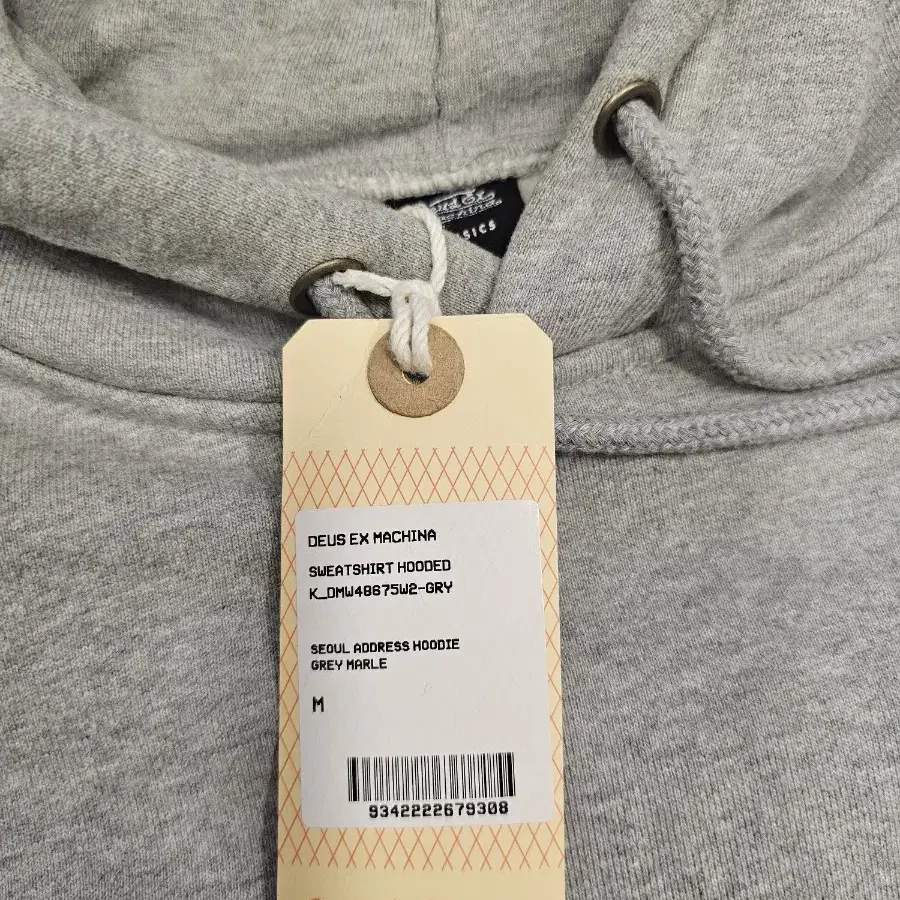 DEUS EX MACHINA
SWEATSHIRT HOODED
K_DMW48675W2-GRY
SEOUL ADDRESS HOODIE
GREY MARLE
M
9342222679308